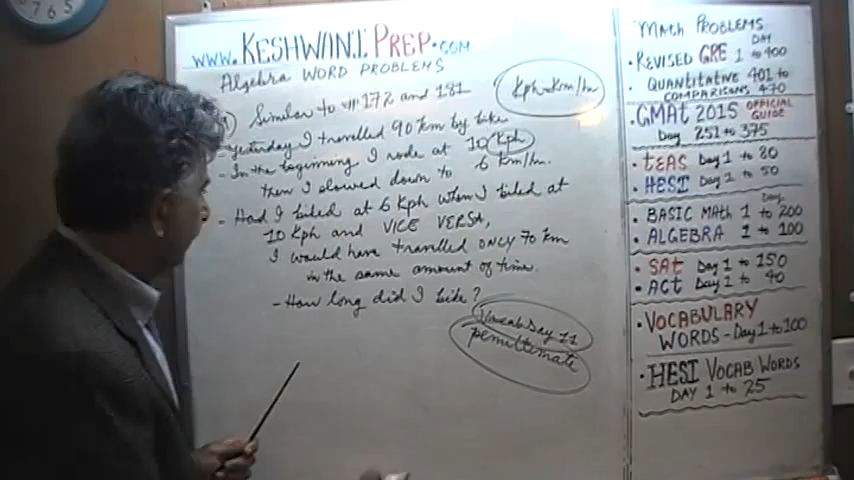 7 6 5
www.KESHWANI PREP.COM
Algebra WORD PROBLEMS
Similar to 172 and 181
Kph=Km/hr
- Yesterday I travelled 90 km by bike
- In the beginning I rode at 10 Kph
then I slowed down to 6 Km/hr.
- Had I biked at 6 Kph when I biked at
10 Kph and VICE VERSA,
I would have travelled ONLY 70 Km
in the same amount of time.
- How long did I bike?
Vocab Day 11
penultimate
MATH PROBLEMS
DAY
• REVISED GRE 1 to 400
• QUANTITATIVE 401 to
COMPARISONS 470
• GMAT 2015 OFFICIAL GUIDE
Day 251 to 375
• TEAS Day 1 to 80
• HESI Day 1 to 50
Day
• BASIC MATH 1 to 200
• ALGEBRA 1 to 100
• SAT Day 1 to 150
• ACT Day 1 to 90
• VOCABULARY
WORDS - Day 1 to 100
• HESI VOCAB WORDS
DAY 1 to 25